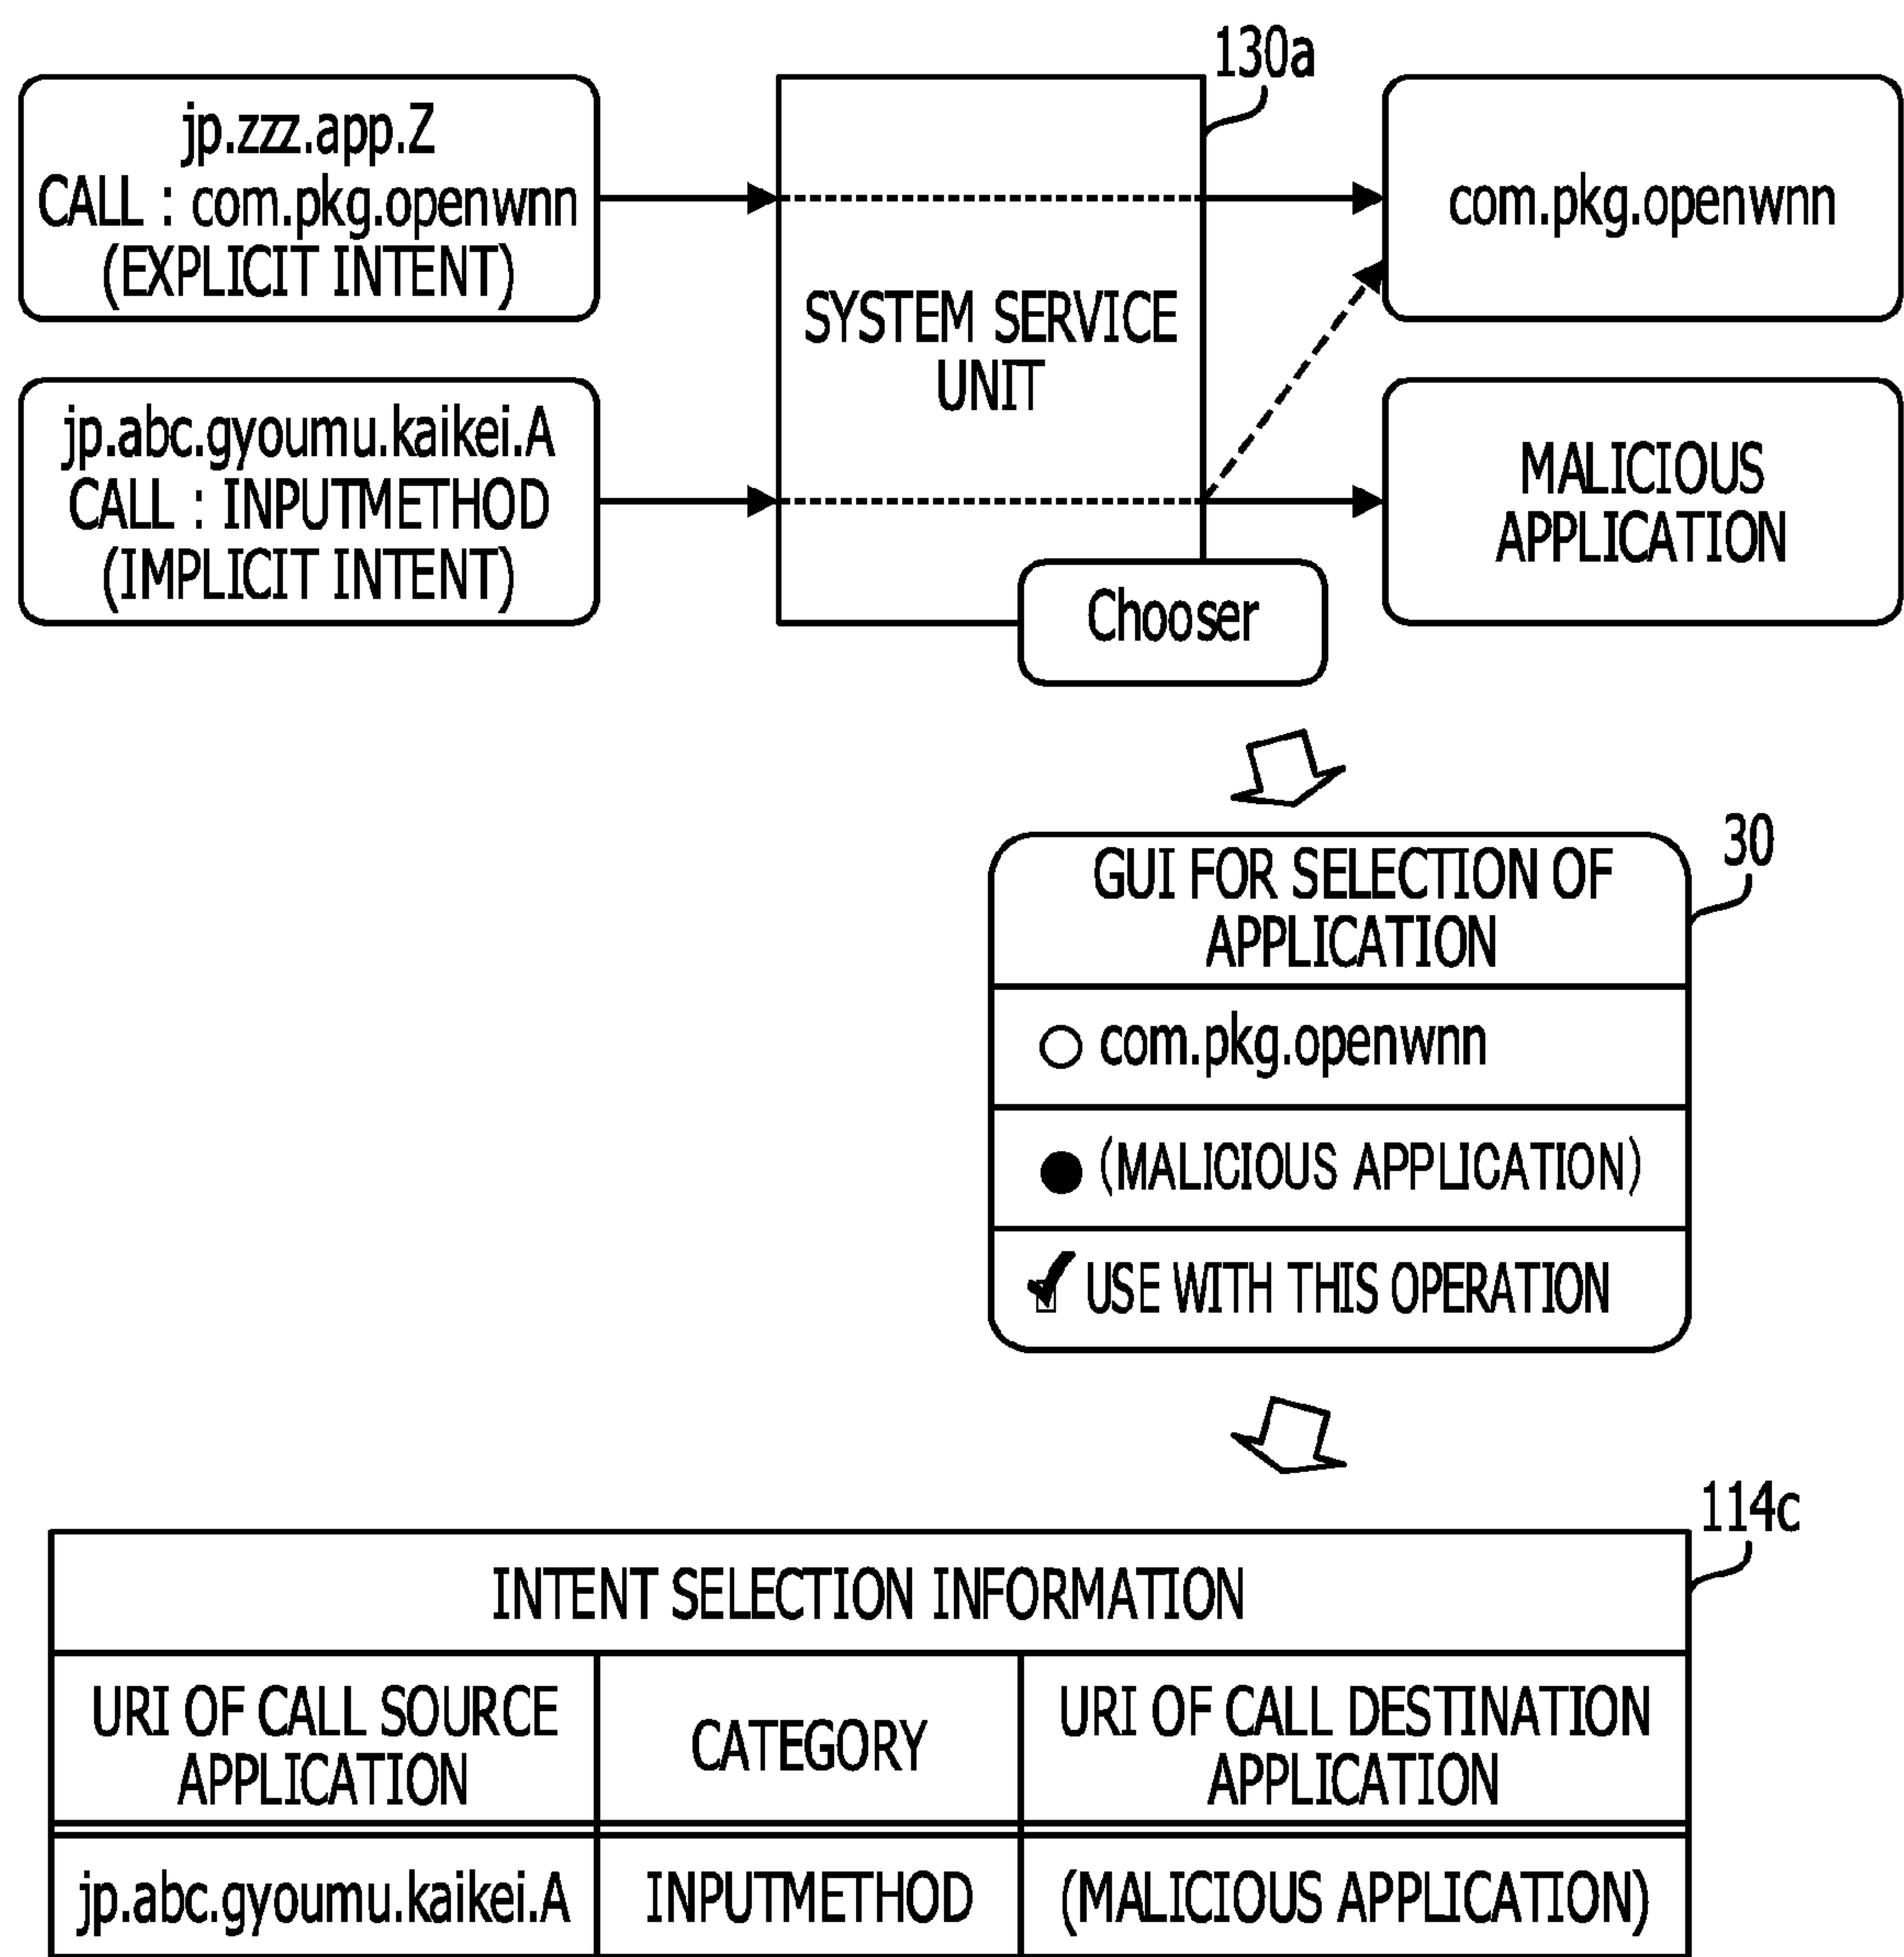 130a
jp.zzz.app.Z
CALL : com.pkg.openwnn
(EXPLICIT INTENT)
SYSTEM SERVICE
UNIT
com.pkg.openwnn
jp.abc.gyoumu.kaikei.A
CALL : INPUTMETHOD
(IMPLICIT INTENT)
MALICIOUS
APPLICATION
Chooser
30
GUI FOR SELECTION OF
APPLICATION
com.pkg.openwnn
(MALICIOUS APPLICATION)
USE WITH THIS OPERATION
114c
INTENT SELECTION INFORMATION
URI OF CALL SOURCE
APPLICATION
CATEGORY
URI OF CALL DESTINATION
APPLICATION
jp.abc.gyoumu.kaikei.A
INPUTMETHOD
(MALICIOUS APPLICATION)